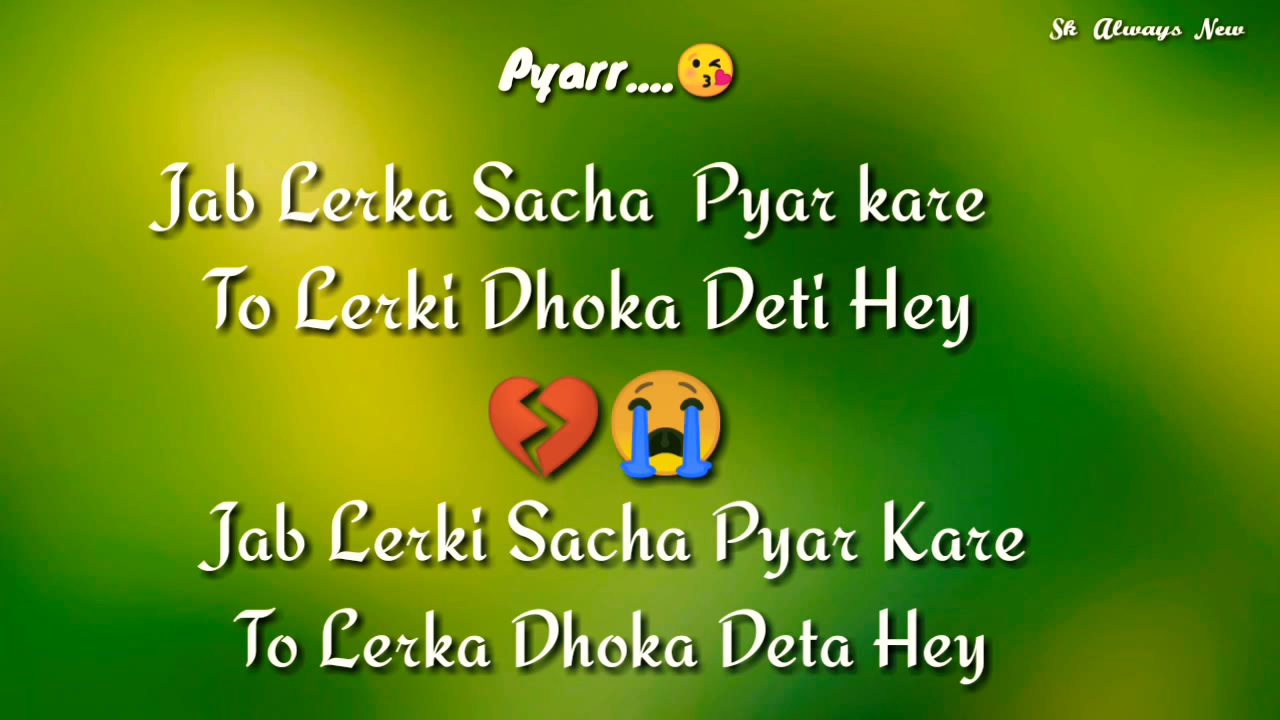 Sk Always New
Pyarr....😘
Jab Lerka Sacha Pyar kare
To Lerki Dhoka Deti Hey
💔😭
Jab Lerki Sacha Pyar Kare
To Lerka Dhoka Deta Hey